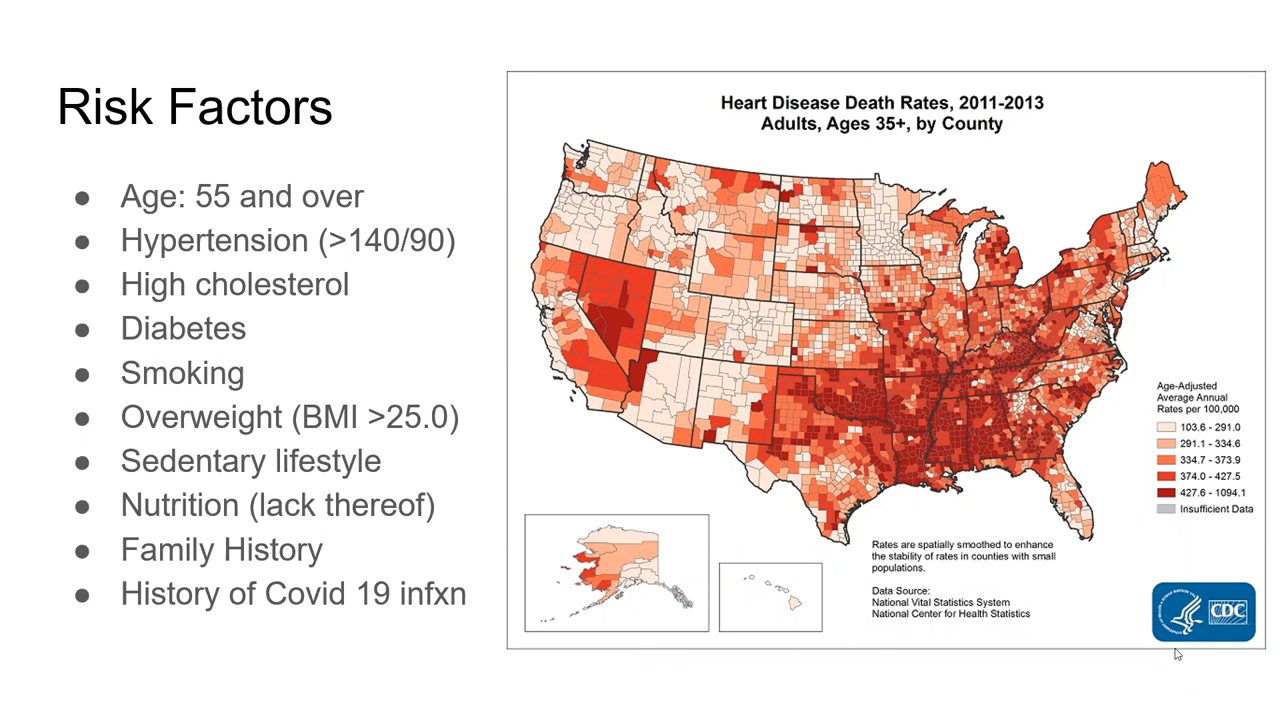 Risk Factors
● Age: 55 and over
● Hypertension (>140/90)
● High cholesterol
● Diabetes
● Smoking
● Overweight (BMI >25.0)
● Sedentary lifestyle
● Nutrition (lack thereof)
● Family History
● History of Covid 19 infxn
Heart Disease Death Rates, 2011-2013
Adults, Ages 35+, by County
Age-Adjusted
Average Annual
Rates per 100,000
103.6 - 291.0
291.1 - 334.6
334.7 - 373.9
374.0 - 427.5
427.6 - 1094.1
Insufficient Data
Rates are spatially smoothed to enhance
the stability of rates in counties with small
populations.
Data Source:
National Vital Statistics System
National Center for Health Statistics
CDC